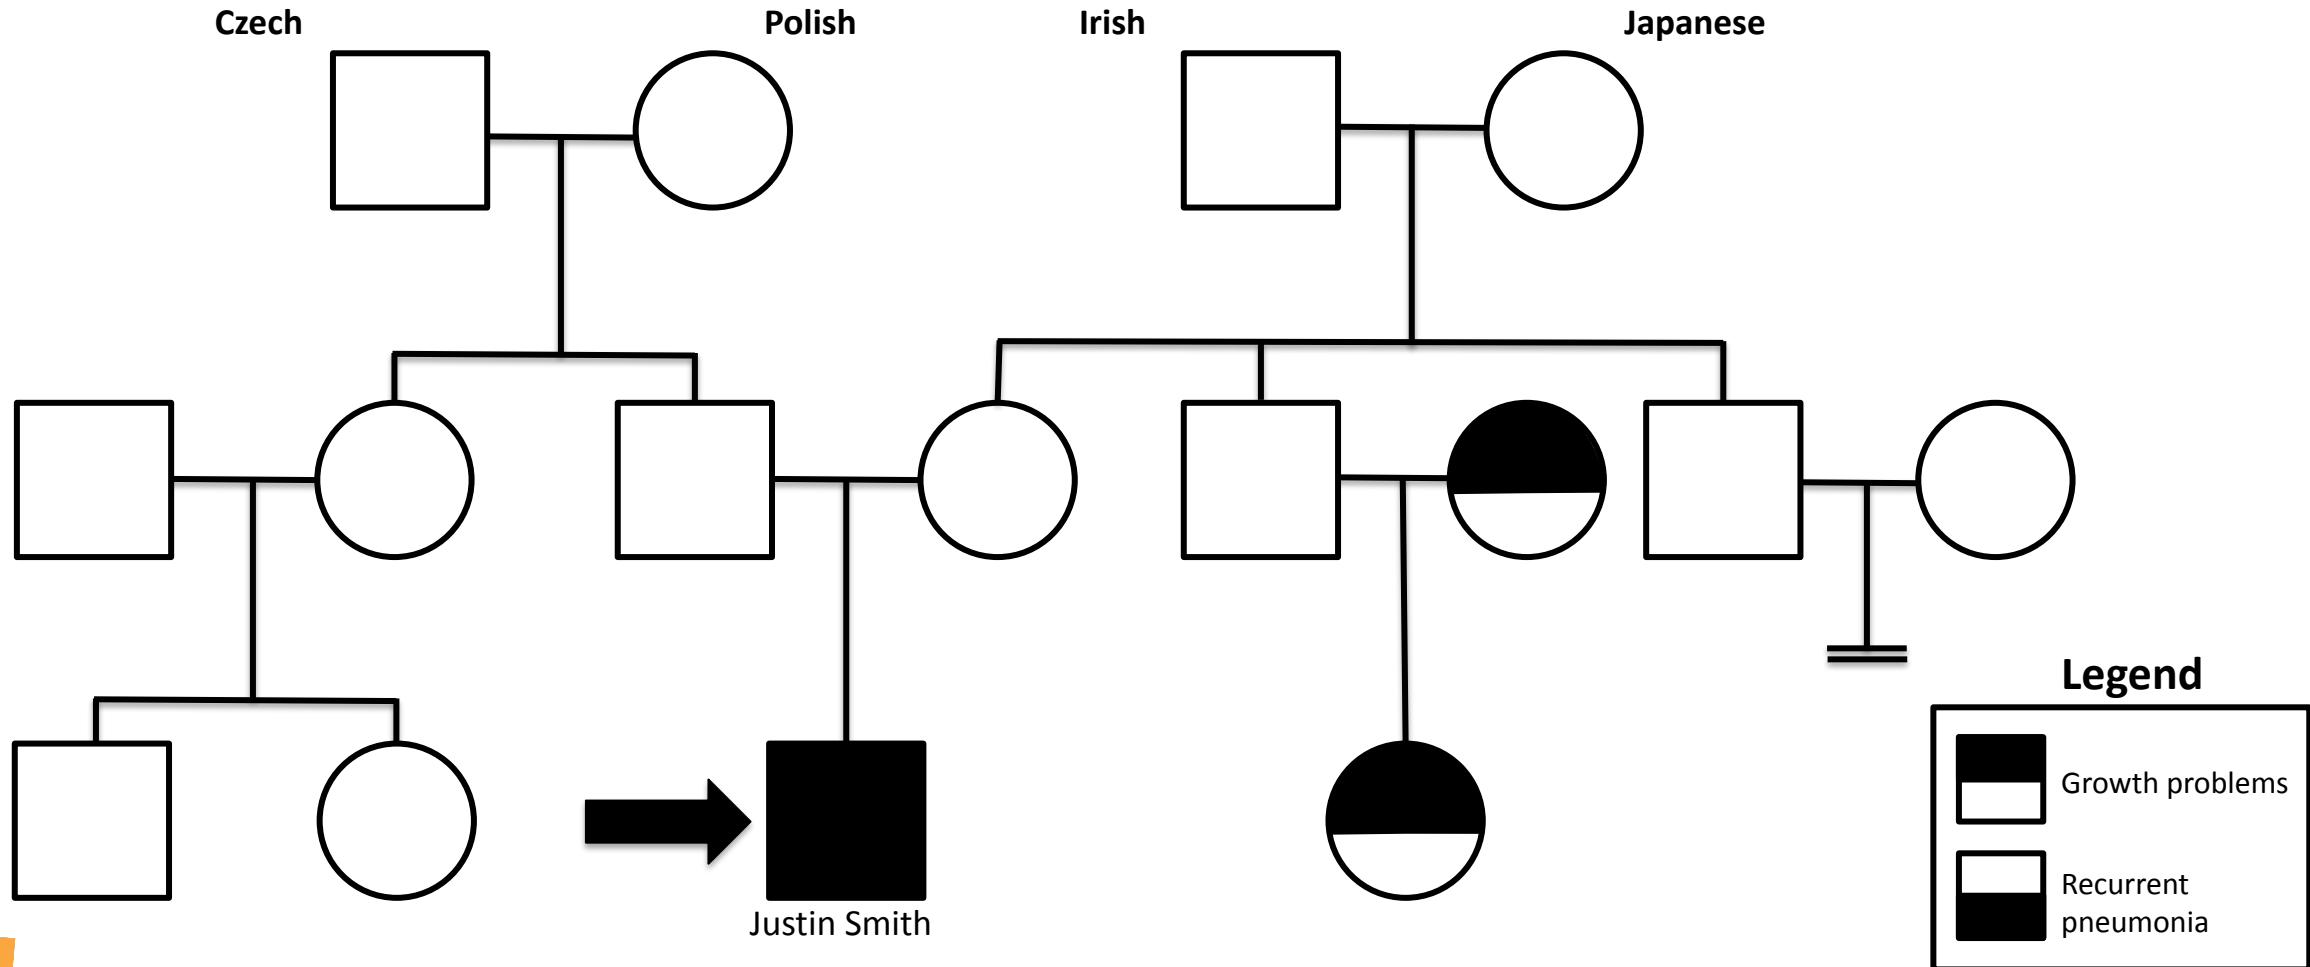 Czech
Polish
Irish
Japanese
Justin Smith
Legend
Growth problems
Recurrent
pneumonia